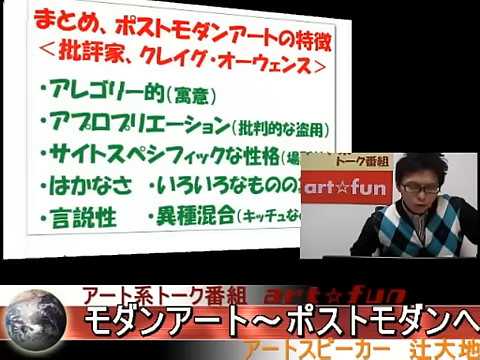 まとめ、ポストモダンアートの特徴
＜批評家、クレイグ・オーウェンス＞
・アレゴリー的(寓意)
・アプロプリエーション(批判的な盗用)
・サイトスペシフィックな性格(場
・はかなさ ・いろいろなものの
・言説性 ・異種混合(キッチュな
トーク番組
art☆fun
アート系トーク番組 art☆fun
モダンアート～ポストモダンへ
アートスピーカー 辻大地